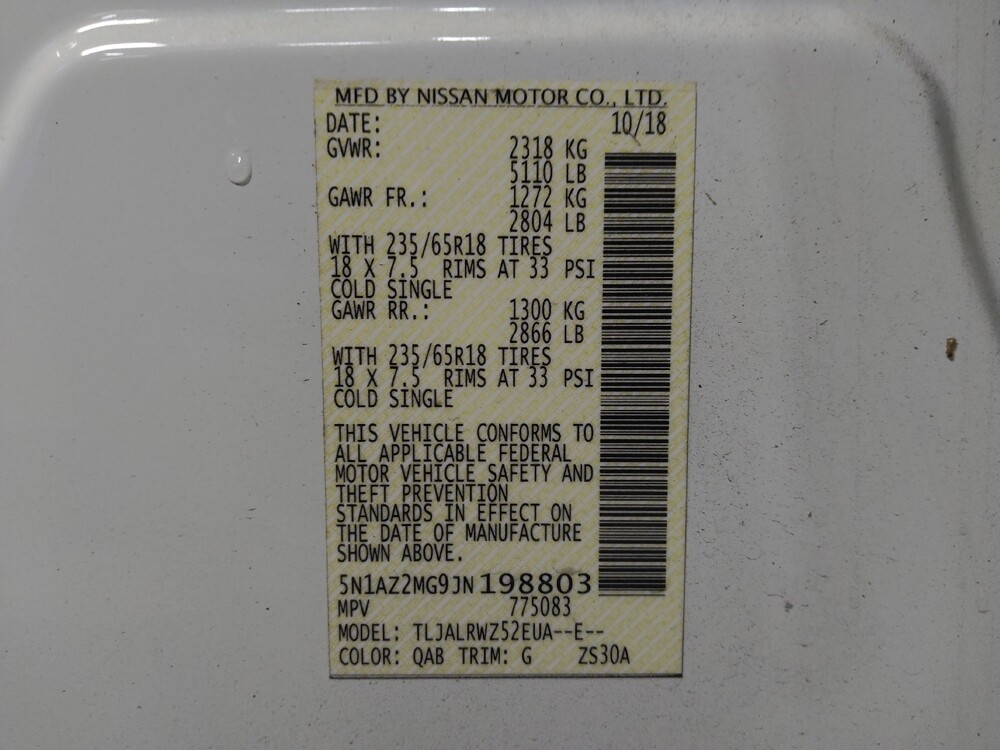 MFD BY NISSAN MOTOR CO., LTD.
DATE: 10/18
GVWR: 2318 KG
5110 LB
GAWR FR.: 1272 KG
2804 LB
WITH 235/65R18 TIRES
18 X 7.5 RIMS AT 33 PSI
COLD SINGLE
GAWR RR.: 1300 KG
2866 LB
WITH 235/65R18 TIRES
18 X 7.5 RIMS AT 33 PSI
COLD SINGLE
THIS VEHICLE CONFORMS TO
ALL APPLICABLE FEDERAL
MOTOR VEHICLE SAFETY AND
THEFT PREVENTION
STANDARDS IN EFFECT ON
THE DATE OF MANUFACTURE
SHOWN ABOVE.
5N1AZ2MG9JN198803
MPV 775083
MODEL: TLJALRWZ52EUA--E--
COLOR: QAB TRIM: G ZS30A